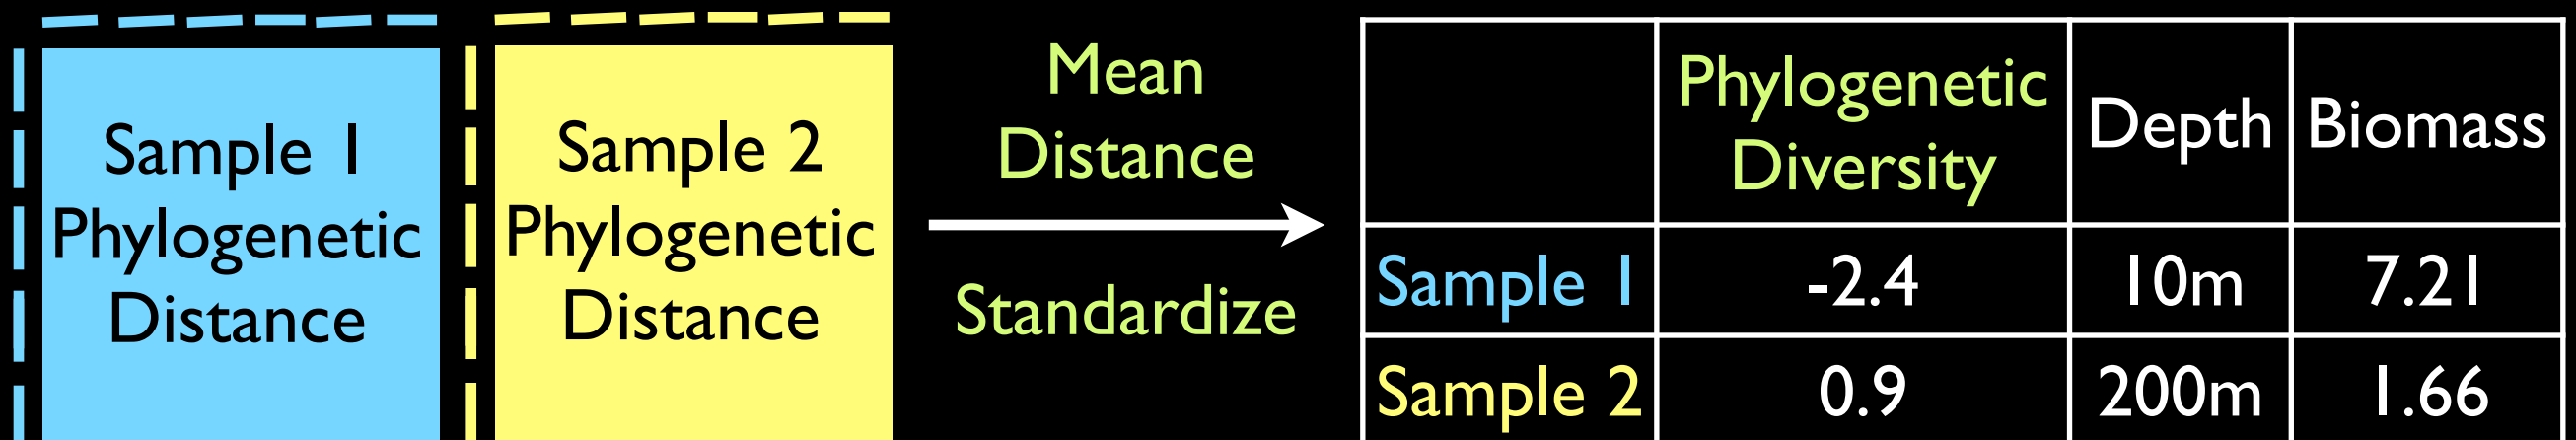 Sample 1
Phylogenetic
Distance
Sample 2
Phylogenetic
Distance
Mean
Distance
Standardize
Phylogenetic
Diversity
Depth
Biomass
Sample 1
-2.4
10m
7.21
Sample 2
0.9
200m
1.66